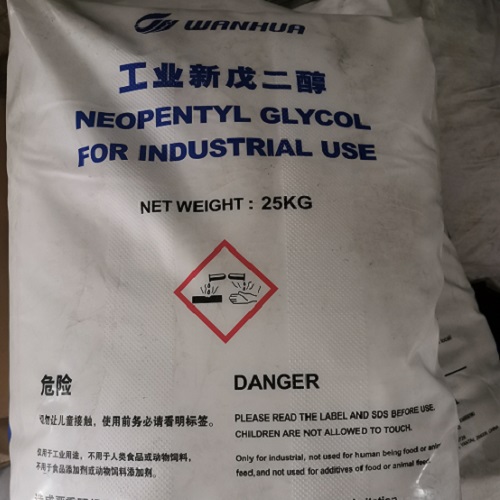 WANHUA
工业新戊二醇
NEOPENTYL GLYCOL
FOR INDUSTRIAL USE
NET WEIGHT : 25KG
危险
DANGER
切勿让儿童接触，使用前务必请看明标签。
PLEASE READ THE LABEL AND SDS BEFORE USE,
CHILDREN ARE NOT ALLOWED TO TOUCH.
仅用于工业用途，不用于人类食品或动物饲料，
不用于食品添加剂或动物饲料添加剂。
Only for industrial, not used for human being food or animal
feed, and not used for additives of food or animal feed.